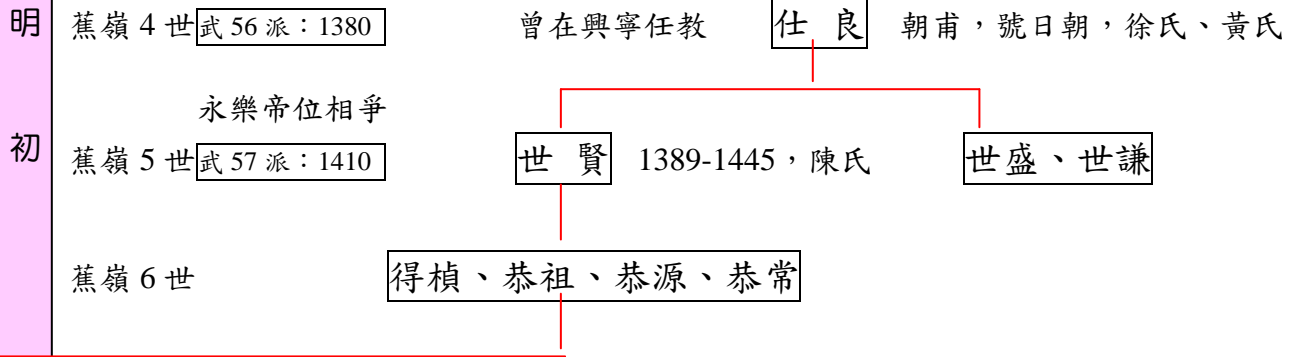 明初
蕉嶺 4 世 武 56 派：1380 曾在興寧任教 仕 良 朝甫，號日朝，徐氏、黃氏
永樂帝位相爭
蕉嶺 5 世 武 57 派：1410 世 賢 1389-1445，陳氏 世盛、世謙
蕉嶺 6 世 得楨、恭祖、恭源、恭常